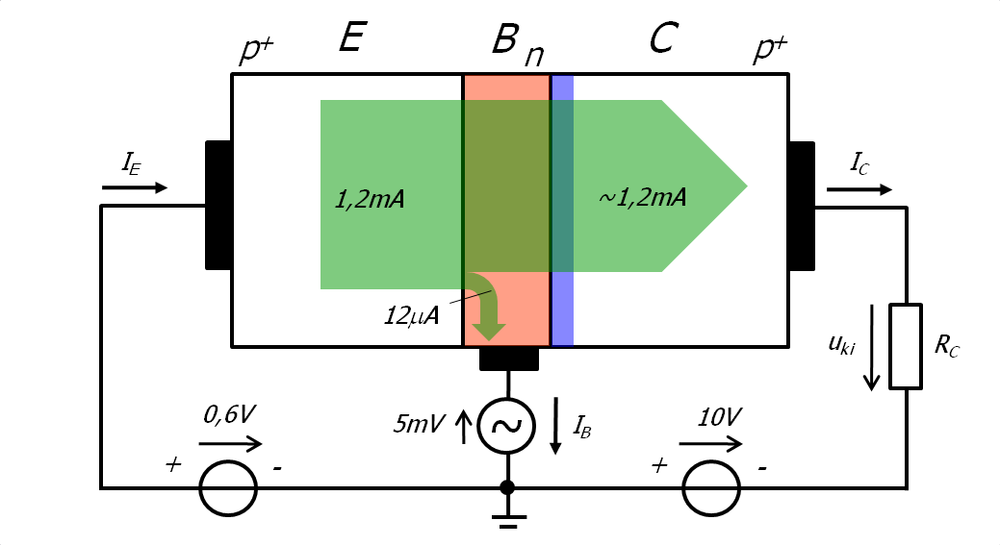 E B C
p+ n p+
I_E I_C
1,2mA ~1,2mA
12μA
u_ki R_C
0,6V 5mV I_B 10V
+ - + -